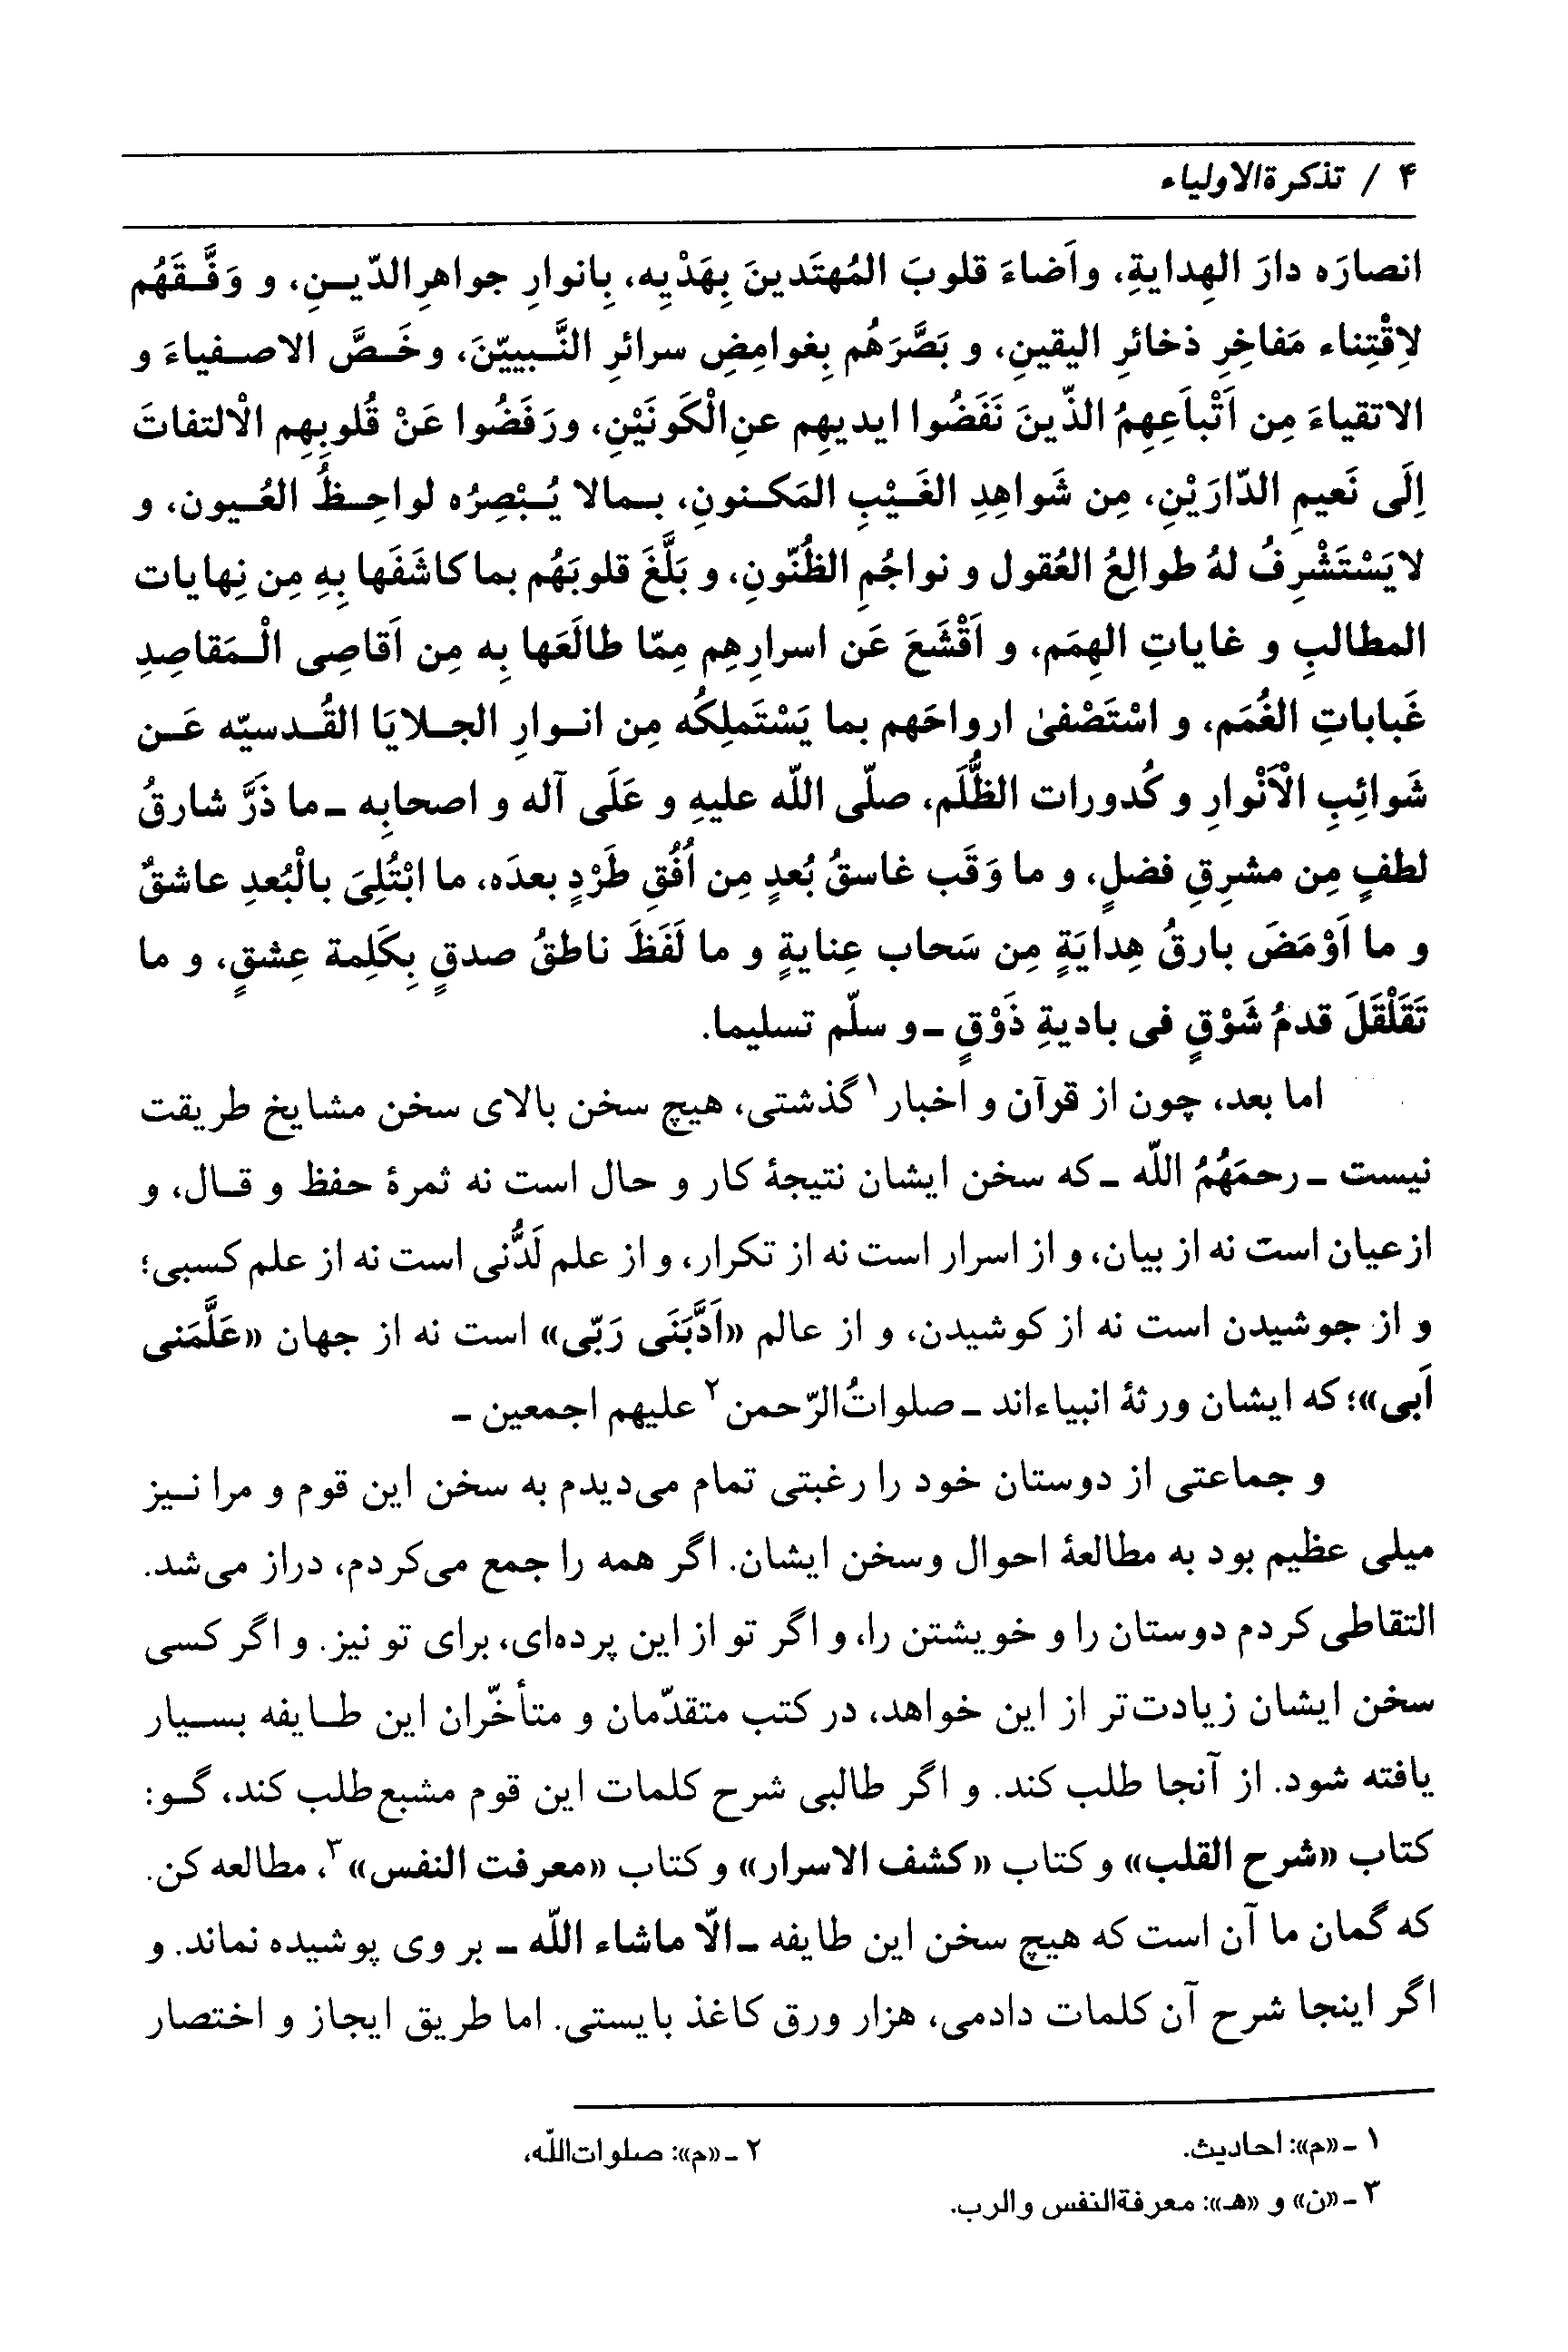 ۴ / تذکرة‌الاولیاء
انصارَه دارَ الهِدایةِ، واَضاءَ قلوبَ المُهتَدینَ بِهَدْیِه، بِانوارِ جواهرِالدّینِ، و وَفَّقَهُم
لاِقْتِناء مَفاخِرِ ذخائرِ الیقینِ، و بَصَّرَهُم بِغوامِضِ سرائرِ النَّبییّنَ، وخَصَّ الاصفیاءَ و
الاتقیاءَ مِن اَتْباَعِهِمُ الذّینَ نَفَضُوا ایدیهِم عنِ‌الْکَونَیْنِ، ورَفَضُوا عَنْ قُلوبِهِم الْالتفاتَ
اِلَی نَعیمِ الدّارَیْنِ، مِن شَواهِدِ الغَیْبِ المَکنونِ، بمالا یُبْصِرُه لواحِظُ العُیون، و
لایَسْتَشْرِفُ لهُ طوالِعُ العُقول و نواجُمِ الظُنّونِ، و بَلَّغَ قلوبَهُم بما کاشَفَها بِهِ مِن نِهایات
المطالبِ و غایاتِ الهِمَم، و اَقْشَعَ عَن اسرارِهِم مِمّا طالَعَها بِه مِن اَقاصِی الْمَقاصِدِ
غَباباتِ الغُمَم، و اسْتَصْفیٰ ارواحَهم بما یَسْتَملِکُه مِن انوارِ الجلایَا القُدسیّه عَن
شَوائِبِ الْاَنْوارِ و کُدورات الظُّلَم، صلّی اللّه علیهِ و عَلَی آله و اصحابِه ـ ما ذَرَّ شارقُ
لطفٍ مِن مشرِقِ فضلٍ، و ما وَقَب غاسقُ بُعدٍ مِن اُفُقِ طَرْدٍ بعدَه، ما ابْتُلِیَ بالْبُعدِ عاشقٌ
و ما اَوْمَضَ بارقُ هِدایَةٍ مِن سَحاب عِنایةٍ و ما لَفَظَ ناطقُ صدقٍ بِکَلِمة عِشقٍ، و ما
تَقَلْقَلَ قدمُ شَوْقٍ فی بادیةِ ذَوْقٍ ـ و سلّم تسلیما.
اما بعد، چون از قرآن و اخبار۱ گذشتی، هیچ سخن بالای سخن مشایخ طریقت
نیست ـ رحمَهُمُ اللّه ـ که سخن ایشان نتیجهٔ کار و حال است نه ثمرهٔ حفظ و قال، و
ازعیان است نه از بیان، و از اسرار است نه از تکرار، و از علم لَدُّنی است نه از علم کسبی؛
و از جوشیدن است نه از کوشیدن، و از عالم «اَدَّبَنَی رَبّی» است نه از جهان «عَلَّمَنی
اَبی»؛ که ایشان ورثهٔ انبیاءاند ـ صلواتُ‌الرّحمن۲ علیهم اجمعین ـ
و جماعتی از دوستان خود را رغبتی تمام می‌دیدم به سخن این قوم و مرا نیز
میلی عظیم بود به مطالعهٔ احوال وسخن ایشان. اگر همه را جمع می‌کردم، دراز می‌شد.
التقاطی کردم دوستان را و خویشتن را، و اگر تو از این پرده‌ای، برای تو نیز. و اگر کسی
سخن ایشان زیادت‌تر از این خواهد، در کتب متقدّمان و متأخّران این طایفه بسیار
یافته شود. از آنجا طلب کند. و اگر طالبی شرح کلمات این قوم مشبع طلب کند، گو:
کتاب «شرح القلب» و کتاب «کشف الاسرار» و کتاب «معرفت النفس»۳، مطالعه کن.
که گمان ما آن است که هیچ سخن این طایفه ـ الّا ماشاء اللّه ـ بر وی پوشیده نماند. و
اگر اینجا شرح آن کلمات دادمی، هزار ورق کاغذ بایستی. اما طریق ایجاز و اختصار
۱ ـ «م»: احادیث.
۲ ـ «م»: صلوات‌اللّه،
۳ ـ «ن» و «هـ»: معرفة‌النفس والرب.